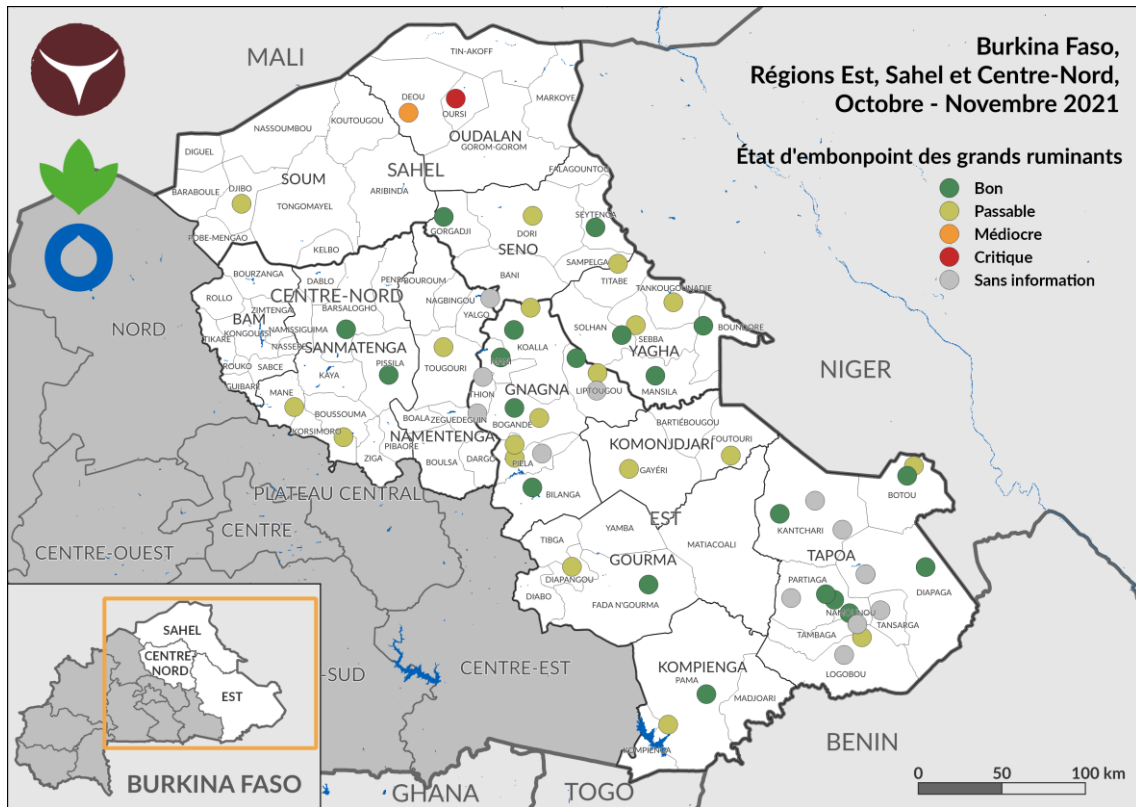 Burkina Faso,
Régions Est, Sahel et Centre-Nord,
Octobre - Novembre 2021
État d'embonpoint des grands ruminants
Bon
Passable
Médiocre
Critique
Sans information
MALI
TIN-AKOFF
DEOU
OURSI
MARKOYE
KOUTOUGOU
NASSOUMBOU
OUDALAN
GOROM-GOROM
DIGUEL
FALAGOUNTOU
SAHEL
BARABOULE
DJIBO
SOUM
ARIBINDA
TONGOMAYEL
SEYTENGA
GORGADJI
DORI
POBE-MENGAO
KELBO
SENO
SAMPELGA
BANI
BOURZANGA
DABLO
BOUROUM
TITABE
TANKOUGOUNADIE
ROLLO
CENTRE-NORD
NAGBINGOU
ZIMTENGA
BARSALOGHO
YALGO
BAM
NAMISSIGUIMA
SOLHAN
BOUNDORE
NORD
KONGOUSSI
TIKARE
SEBBA
NASSERE
SANMATENGA
KOALLA
YAGHA
ROUKO
SABCE
KAYA
PISSILA
TOUGOURI
NIGER
GUIBARE
THION
GNAGNA
MANSILA
LIPTOUGOU
MANE
BOUSSOUMA
BOALA
ZEGUEDEGUIN
BOGANDE
BARTIÉBOUGOU
KORSIMORO
NAMENTENGA
KOMONDJARI
FOUTOURI
PIBAORE
ZIGA
BOULSA
DARGO
PIELA
GAYÉRI
PLATEAU CENTRAL
BILANGA
BOTOU
EST
CENTRE
YAMBA
KANTCHARI
CENTRE-OUEST
TIBGA
MATIACOALI
TAPOA
GOURMA
DIAPANGOU
PARTIAGA
DIABO
FADA N'GOURMA
DIAPAGA
NAMOUNOU
TANSARGA
TAMBAGA
SAHEL
CENTRE-
NORD
EST
-SUD
CENTRE-EST
KOMPIENGA
PAMA
MADJOARI
LOGOBOU
KOMPIENGA
BENIN
BURKINA FASO
GHANA
TOGO
0 50 100 km